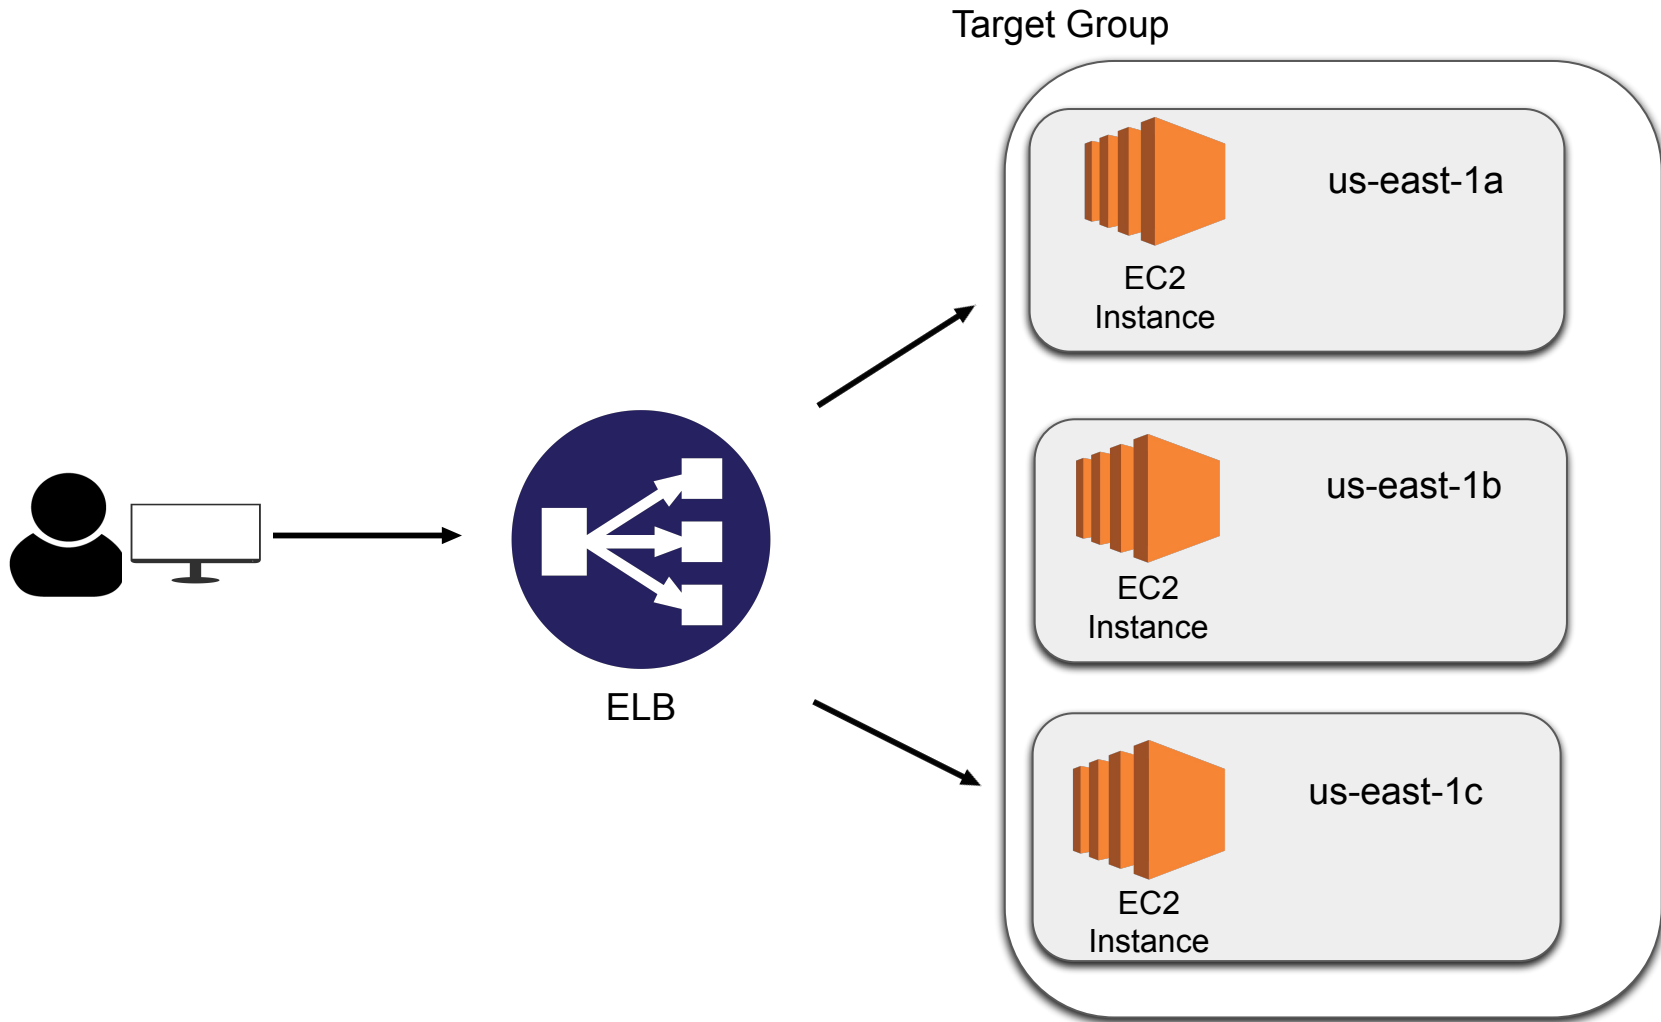 Target Group
us-east-1a
EC2
Instance
us-east-1b
EC2
Instance
ELB
us-east-1c
EC2
Instance